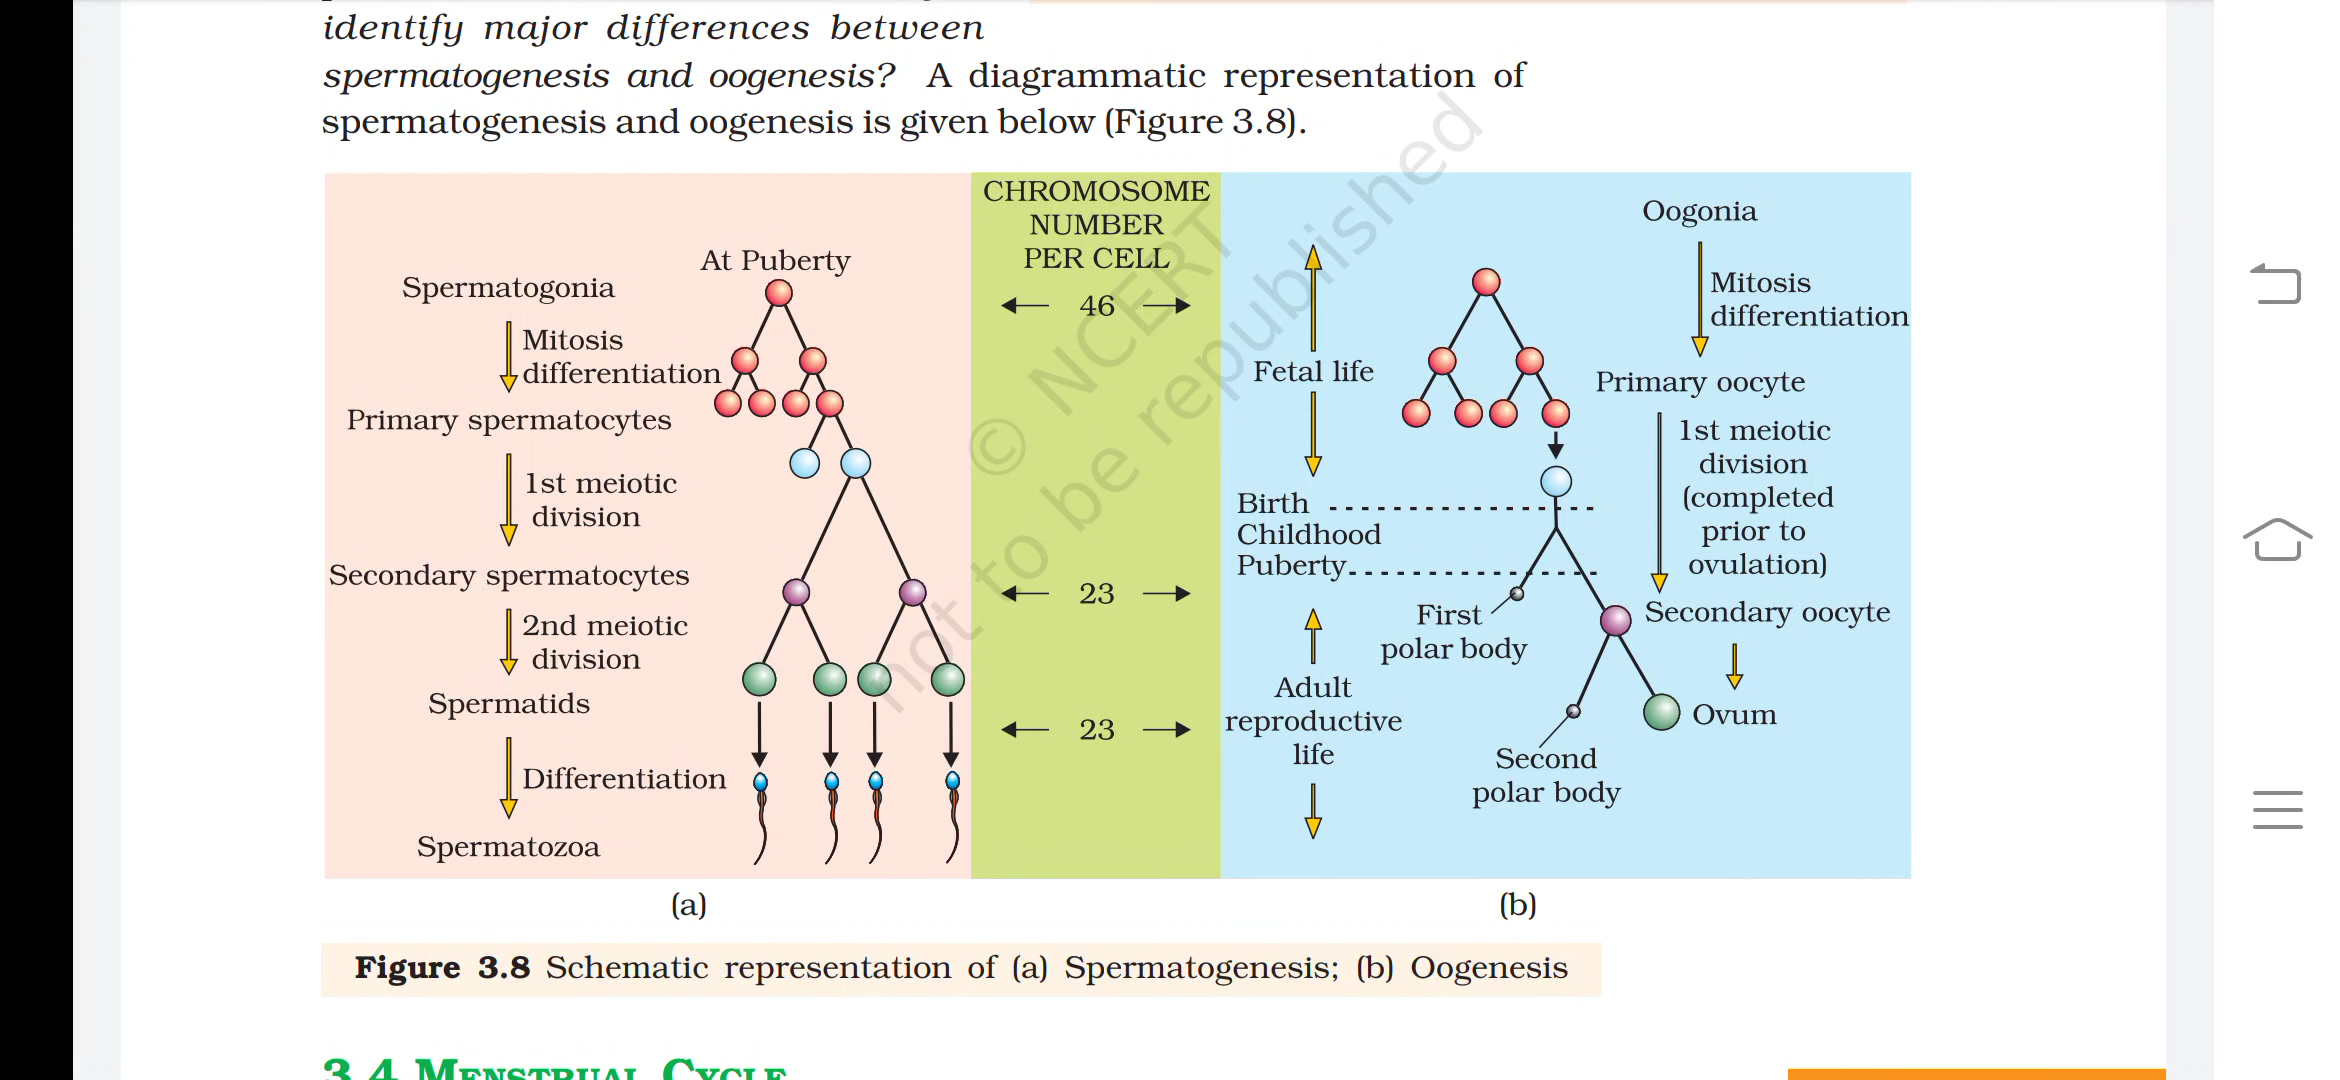 identify major differences between
spermatogenesis and oogenesis? A diagrammatic representation of
spermatogenesis and oogenesis is given below (Figure 3.8).
At Puberty
Spermatogonia
Mitosis
differentiation
Primary spermatocytes
1st meiotic
division
Secondary spermatocytes
2nd meiotic
division
Spermatids
Differentiation
Spermatozoa
(a)
CHROMOSOME
NUMBER
PER CELL
46
23
23
Fetal life
Birth
Childhood
Puberty
Adult
reproductive
life
Oogonia
Mitosis
differentiation
Primary oocyte
1st meiotic
division
(completed
prior to
ovulation)
First
polar body
Secondary oocyte
Ovum
Second
polar body
(b)
© NCERT
not to be republished
Figure 3.8 Schematic representation of (a) Spermatogenesis; (b) Oogenesis
3.4 MENSTRUAL CYCLE